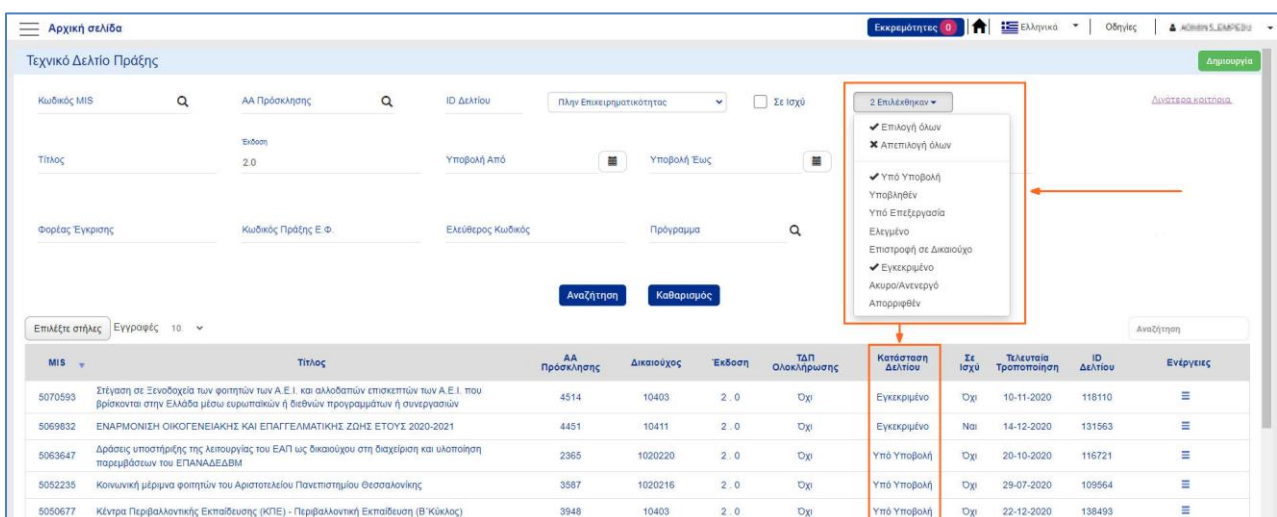 Αρχική σελίδα
Εκκρεμότητες 0
Ελληνικά
Οδηγίες
Τεχνικό Δελτίο Πράξης
Δημιουργία
Κωδικός MIS
ΑΑ Πρόσκλησης
ID Δελτίου
Πλην Επιχειρηματικότητας
Σε Ισχύ
2 Επιλέχθηκαν
Λιγότερα κριτήρια
Επιλογή όλων
Απεπιλογή όλων
Τίτλος
Έκδοση
2.0
Υποβολή Από
Υποβολή Έως
Υπό Υποβολή
Υποβληθέν
Υπό Επεξεργασία
Ελεγμένο
Επιστροφή σε Δικαιούχο
Εγκεκριμένο
Ακυρο/Ανενεργό
Απορριφθέν
Φορέας Έγκρισης
Κωδικός Πράξης Ε.Φ.
Ελεύθερος Κωδικός
Πρόγραμμα
Αναζήτηση
Καθαρισμός
Επιλέξτε στήλες Εγγραφές 10
Αναζήτηση
MIS Τίτλος ΑΑ Πρόσκλησης Δικαιούχος Έκδοση ΤΔΠ Ολοκλήρωσης Κατάσταση Δελτίου Σε Ισχύ Τελευταία Τροποποίηση ID Δελτίου Ενέργειες
5070593 Στέγαση σε Ξενοδοχεία των φοιτητών των Α.Ε.Ι. και αλλοδαπών επισκεπτών των Α.Ε.Ι. που
βρίσκονται στην Ελλάδα μέσω ευρωπαϊκών ή διεθνών προγραμμάτων ή συνεργασιών 4514 10403 2 . 0 Όχι Εγκεκριμένο Όχι 10-11-2020 118110
5069832 ΕΝΑΡΜΟΝΙΣΗ ΟΙΚΟΓΕΝΕΙΑΚΗΣ ΚΑΙ ΕΠΑΓΓΕΛΜΑΤΙΚΗΣ ΖΩΗΣ ΕΤΟΥΣ 2020-2021 4451 10411 2 . 0 Όχι Εγκεκριμένο Ναι 14-12-2020 131563
5063647 Δράσεις υποστήριξης της λειτουργίας του ΕΑΠ ως δικαιούχου στη διαχείριση και υλοποίηση
παρεμβάσεων του ΕΠΑΝΑΔΕΔΒΜ 2365 1020220 2 . 0 Όχι Υπό Υποβολή Όχι 20-10-2020 116721
5052235 Κοινωνική μέριμνα φοιτητών του Αριστοτελείου Πανεπιστημίου Θεσσαλονίκης 3587 1020216 2 . 0 Όχι Υπό Υποβολή Όχι 29-07-2020 109564
5050677 Κέντρα Περιβαλλοντικής Εκπαίδευσης (ΚΠΕ) - Περιβαλλοντική Εκπαίδευση (Β΄Κύκλος) 3948 10403 2 . 0 Όχι Υπό Υποβολή Όχι 22-12-2020 138493